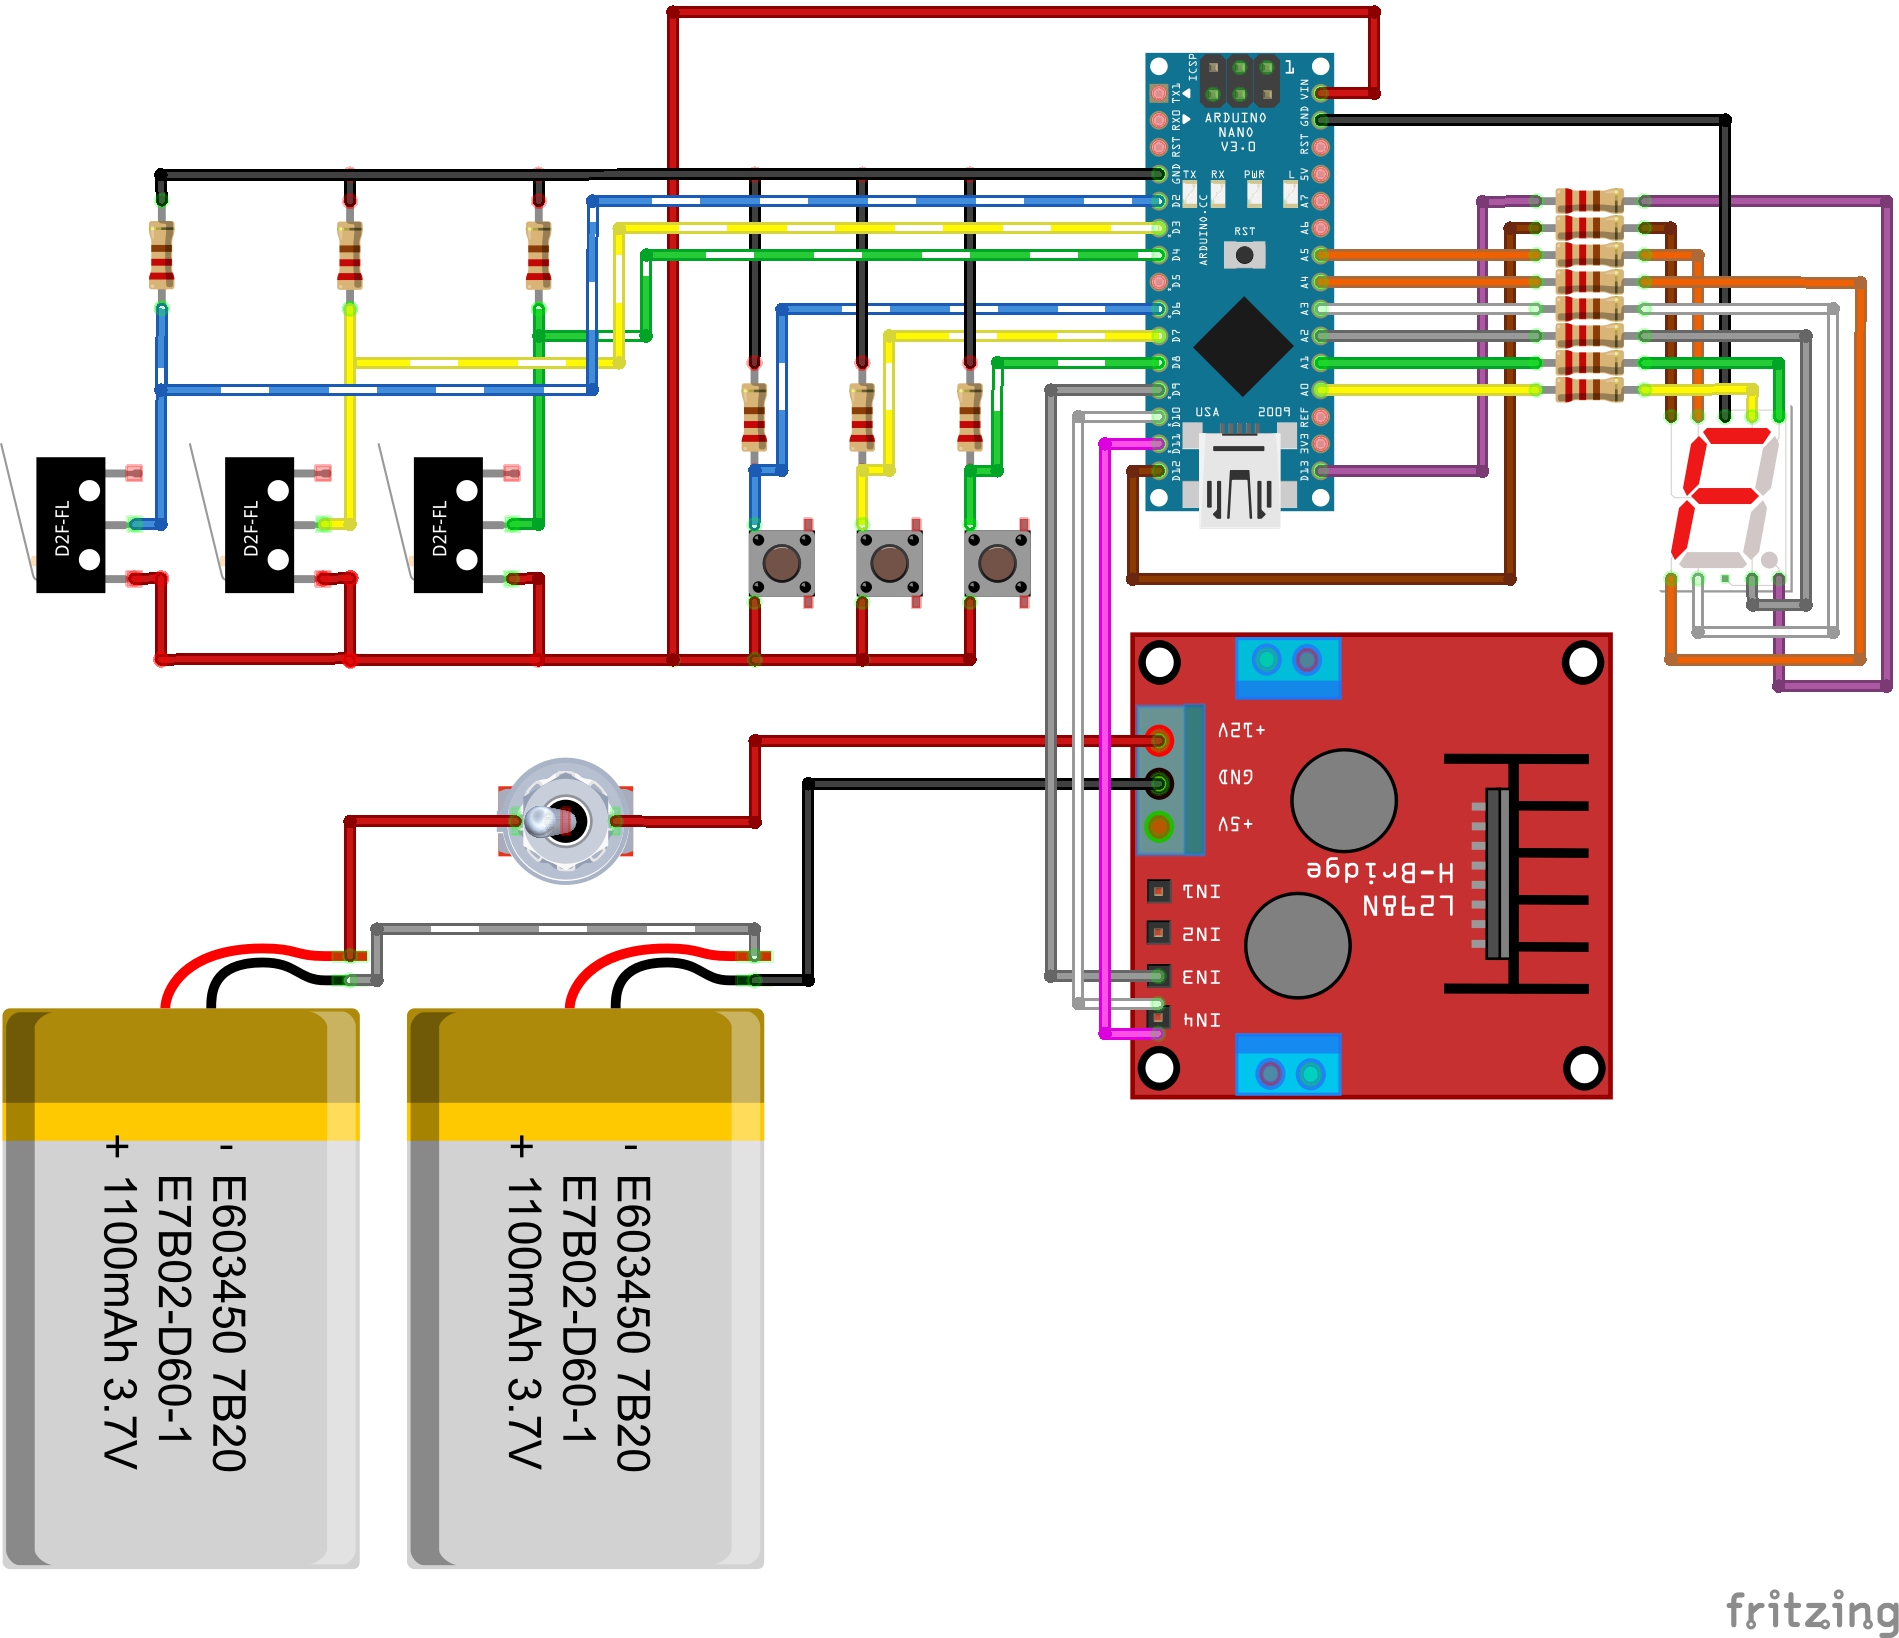 ICSP
1
TX1
RX0
RST
GND
D2
D3
D4
D5
D6
D7
D8
D9
D10
D11
D12
ARDUINO
NANO
V3.0
TX
RX
PWR
L
ARDUINO.CC
RST
USA
2009
VIN
GND
RST
5V
A7
A6
A5
A4
A3
A2
A1
A0
REF
3V3
D13
D2F-FL
D2F-FL
D2F-FL
+12V
GND
+5V
IN1
IN2
IN3
IN4
L298N
H-Bridge
- E603450 7B20
E7B02-D60-1
+ 1100mAh 3.7V
- E603450 7B20
E7B02-D60-1
+ 1100mAh 3.7V
fritzing